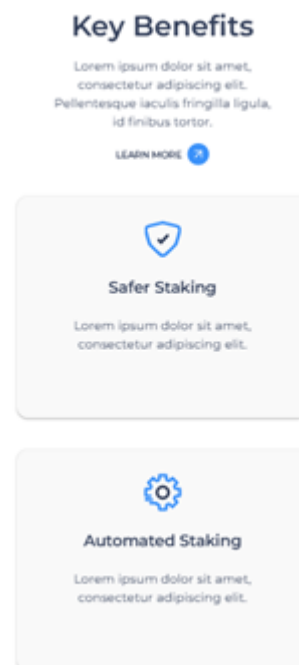 Key Benefits
Lorem ipsum dolor sit amet,
consectetur adipiscing elit.
Pellentesque iaculis fringilla ligula,
id finibus tortor.
LEARN MORE
Safer Staking
Lorem ipsum dolor sit amet,
consectetur adipiscing elit.
Automated Staking
Lorem ipsum dolor sit amet,
consectetur adipiscing elit.